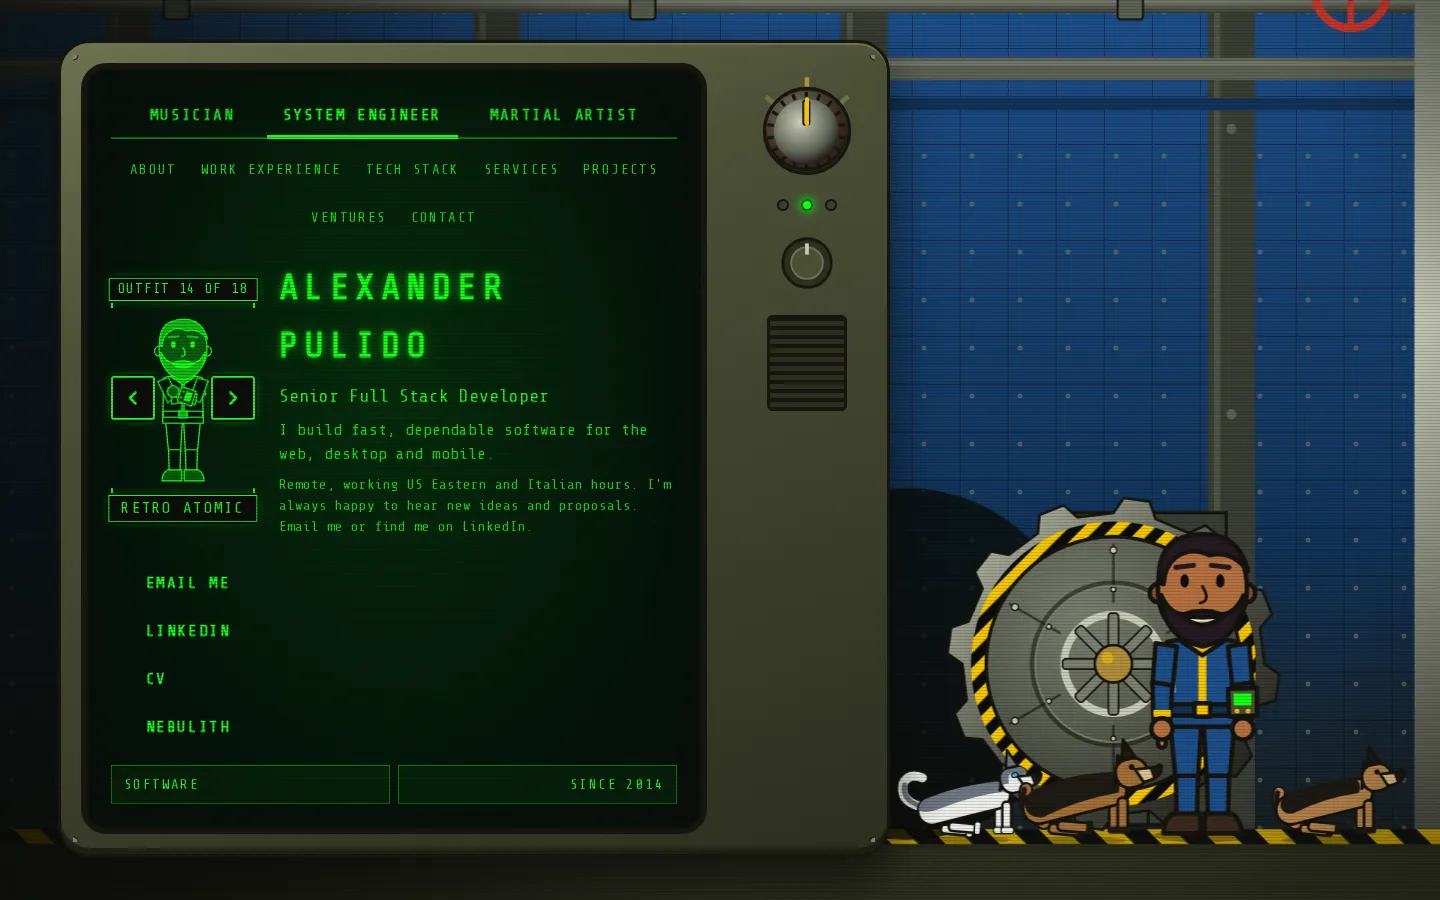 MUSICIAN SYSTEM ENGINEER MARTIAL ARTIST
ABOUT WORK EXPERIENCE TECH STACK SERVICES PROJECTS
VENTURES CONTACT
OUTFIT 14 OF 18
RETRO ATOMIC
ALEXANDER
PULIDO
Senior Full Stack Developer
I build fast, dependable software for the
web, desktop and mobile.
Remote, working US Eastern and Italian hours. I'm
always happy to hear new ideas and proposals.
Email me or find me on LinkedIn.
EMAIL ME
LINKEDIN
CV
NEBULITH
SOFTWARE SINCE 2014